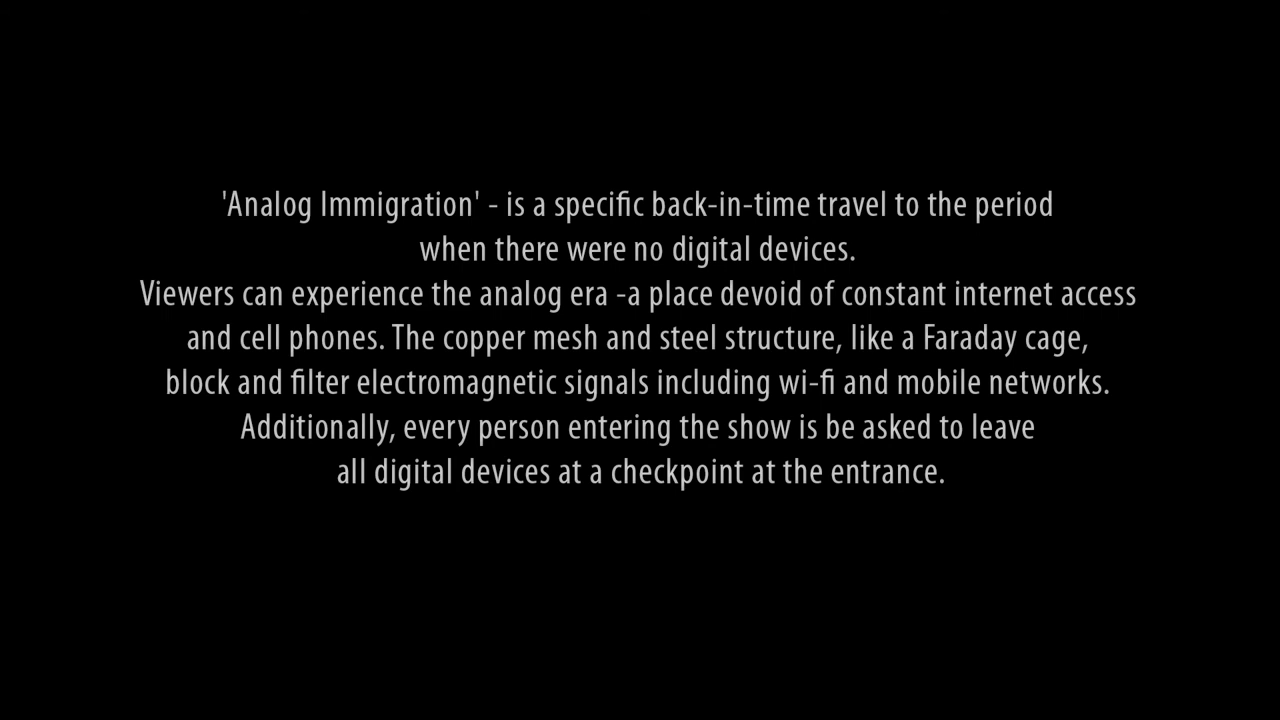 'Analog Immigration' - is a specific back-in-time travel to the period
when there were no digital devices.
Viewers can experience the analog era -a place devoid of constant internet access
and cell phones. The copper mesh and steel structure, like a Faraday cage,
block and filter electromagnetic signals including wi-fi and mobile networks.
Additionally, every person entering the show is be asked to leave
all digital devices at a checkpoint at the entrance.